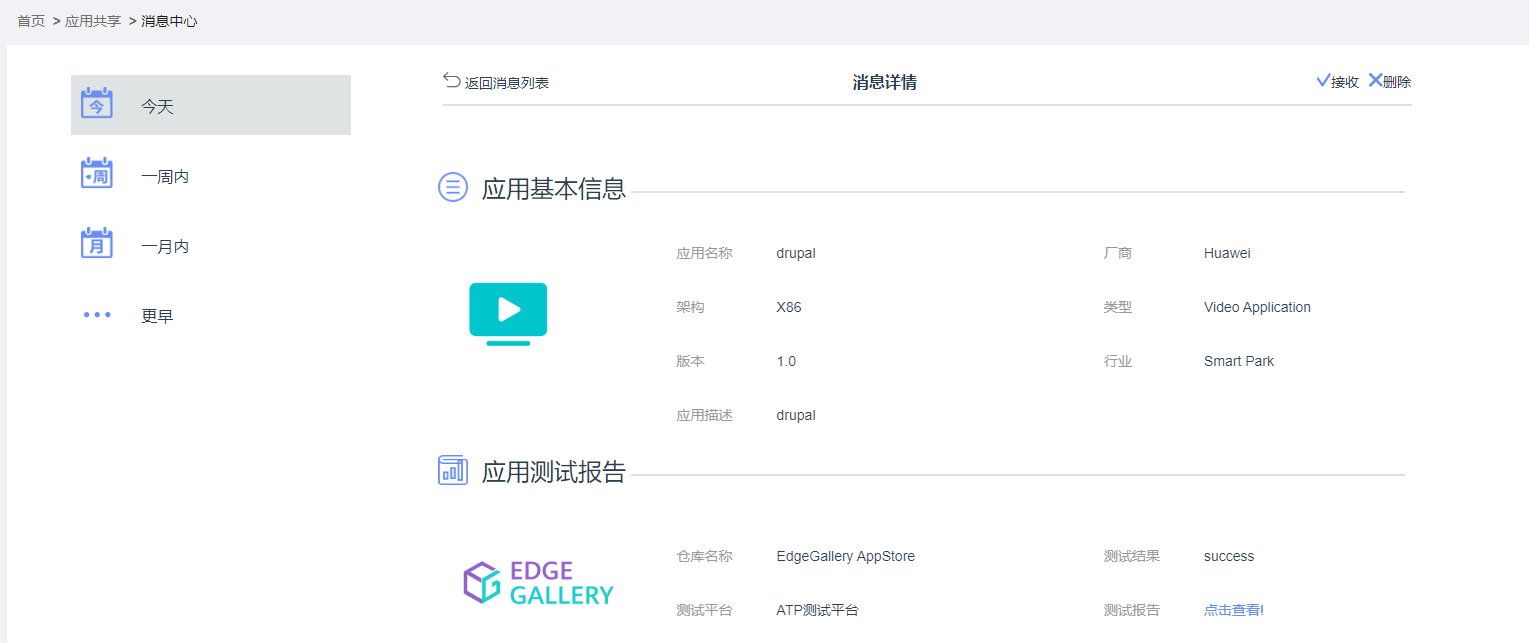 首页 > 应用共享 > 消息中心
返回消息列表 消息详情 接收 删除
今 今天
周 一周内
月 一月内
更早
应用基本信息
应用名称 drupal 厂商 Huawei
架构 X86 类型 Video Application
版本 1.0 行业 Smart Park
应用描述 drupal
应用测试报告
EDGE
GALLERY
仓库名称 EdgeGallery AppStore 测试结果 success
测试平台 ATP测试平台 测试报告 点击查看!